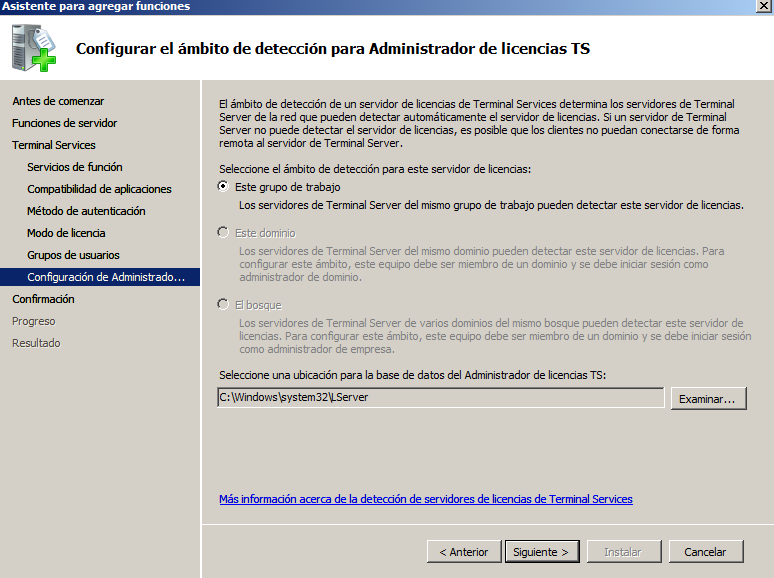 Asistente para agregar funciones
Configurar el ámbito de detección para Administrador de licencias TS
Antes de comenzar
Funciones de servidor
Terminal Services
Servicios de función
Compatibilidad de aplicaciones
Método de autenticación
Modo de licencia
Grupos de usuarios
Configuración de Administrado...
Confirmación
Progreso
Resultado
El ámbito de detección de un servidor de licencias de Terminal Services determina los servidores de Terminal
Server de la red que pueden detectar automáticamente el servidor de licencias. Si un servidor de Terminal
Server no puede detectar el servidor de licencias, es posible que los clientes no puedan conectarse de forma
remota al servidor de Terminal Server.
Seleccione el ámbito de detección para este servidor de licencias:
Este grupo de trabajo
Los servidores de Terminal Server del mismo grupo de trabajo pueden detectar este servidor de licencias.
Este dominio
Los servidores de Terminal Server del mismo dominio pueden detectar este servidor de licencias. Para
configurar este ámbito, este equipo debe ser miembro de un dominio y se debe iniciar sesión como
administrador de dominio.
El bosque
Los servidores de Terminal Server de varios dominios del mismo bosque pueden detectar este servidor de
licencias. Para configurar este ámbito, este equipo debe ser miembro de un dominio y se debe iniciar sesión
como administrador de empresa.
Seleccione una ubicación para la base de datos del Administrador de licencias TS:
C:\Windows\system32\LServer
Examinar...
Más información acerca de la detección de servidores de licencias de Terminal Services
< Anterior
Siguiente >
Instalar
Cancelar